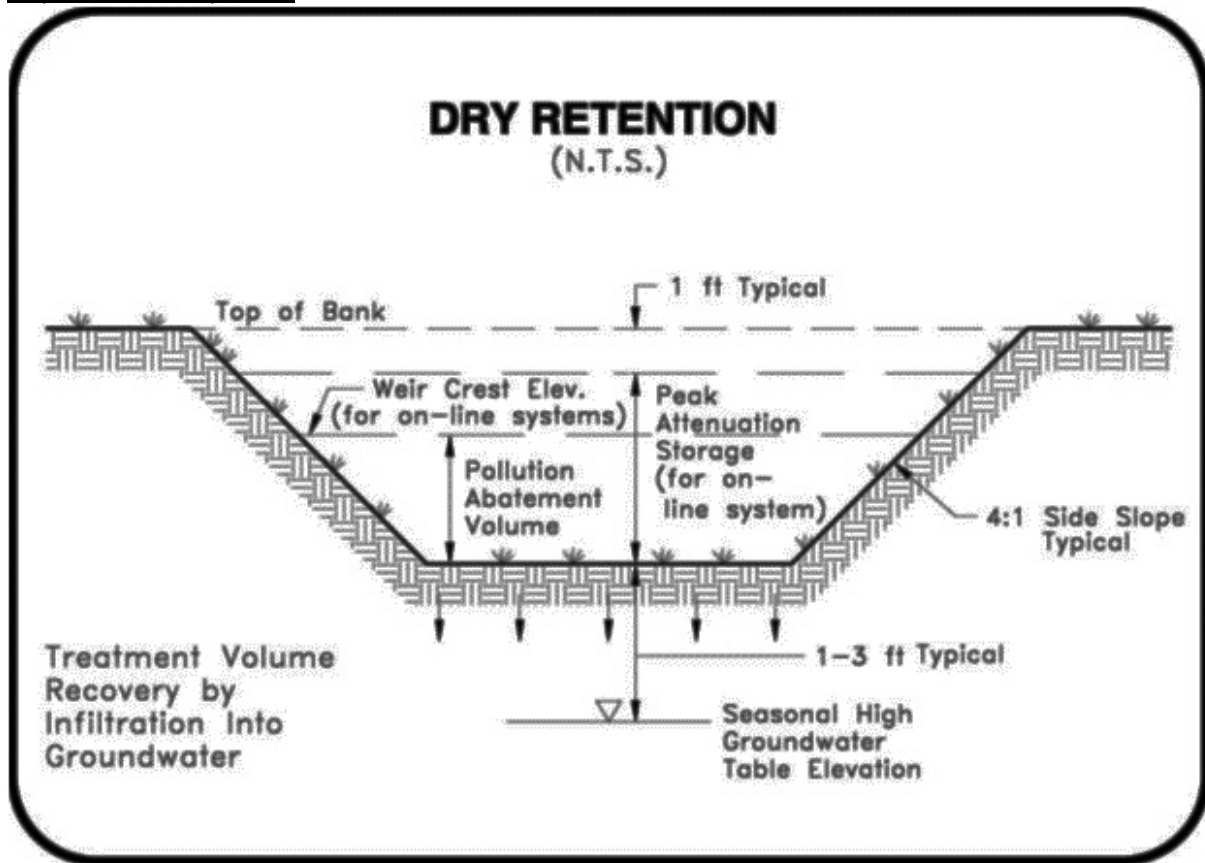 DRY RETENTION
(N.T.S.)
1 ft Typical
Top of Bank
Weir Crest Elev.
(for on-line systems)
Peak
Attenuation
Storage
(for on-
line system)
Pollution
Abatement
Volume
4:1 Side Slope
Typical
1-3 ft Typical
Treatment Volume
Recovery by
Infiltration Into
Groundwater
Seasonal High
Groundwater
Table Elevation